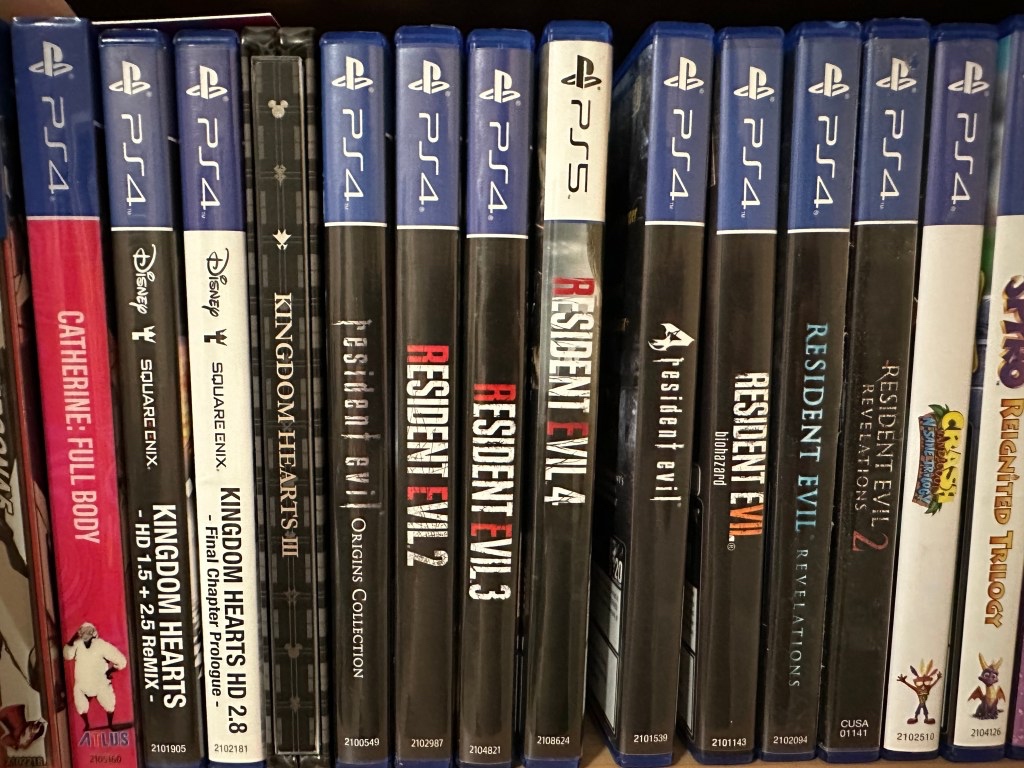 PS4
CATHERINE: FULL BODY
ATLUS
PS4
Disney
SQUARE ENIX.
KINGDOM HEARTS
- HD 1.5 + 2.5 ReMIX -
2101905
PS4
Disney
SQUARE ENIX.
KINGDOM HEARTS HD 2.8
- Final Chapter Prologue -
2102181
KINGDOM HEARTS III
PS4
resident evil
ORIGINS COLLECTION
2100549
PS4
RESIDENT EVIL 2
2102987
PS4
RESIDENT EVIL 3
2104821
PS5
RESIDENT EVIL 4
2108624
PS4
4 resident evil
2101539
PS4
RESIDENT EVIL®
biohazard
2101143
PS4
RESIDENT EVIL® REVELATIONS
2102094
PS4
RESIDENT EVIL
REVELATIONS 2
CUSA
01141
PS4
CRASH
BANDICOOT
N. SANE TRILOGY
2102510
SPYRO
REIGNITED TRILOGY
2104126